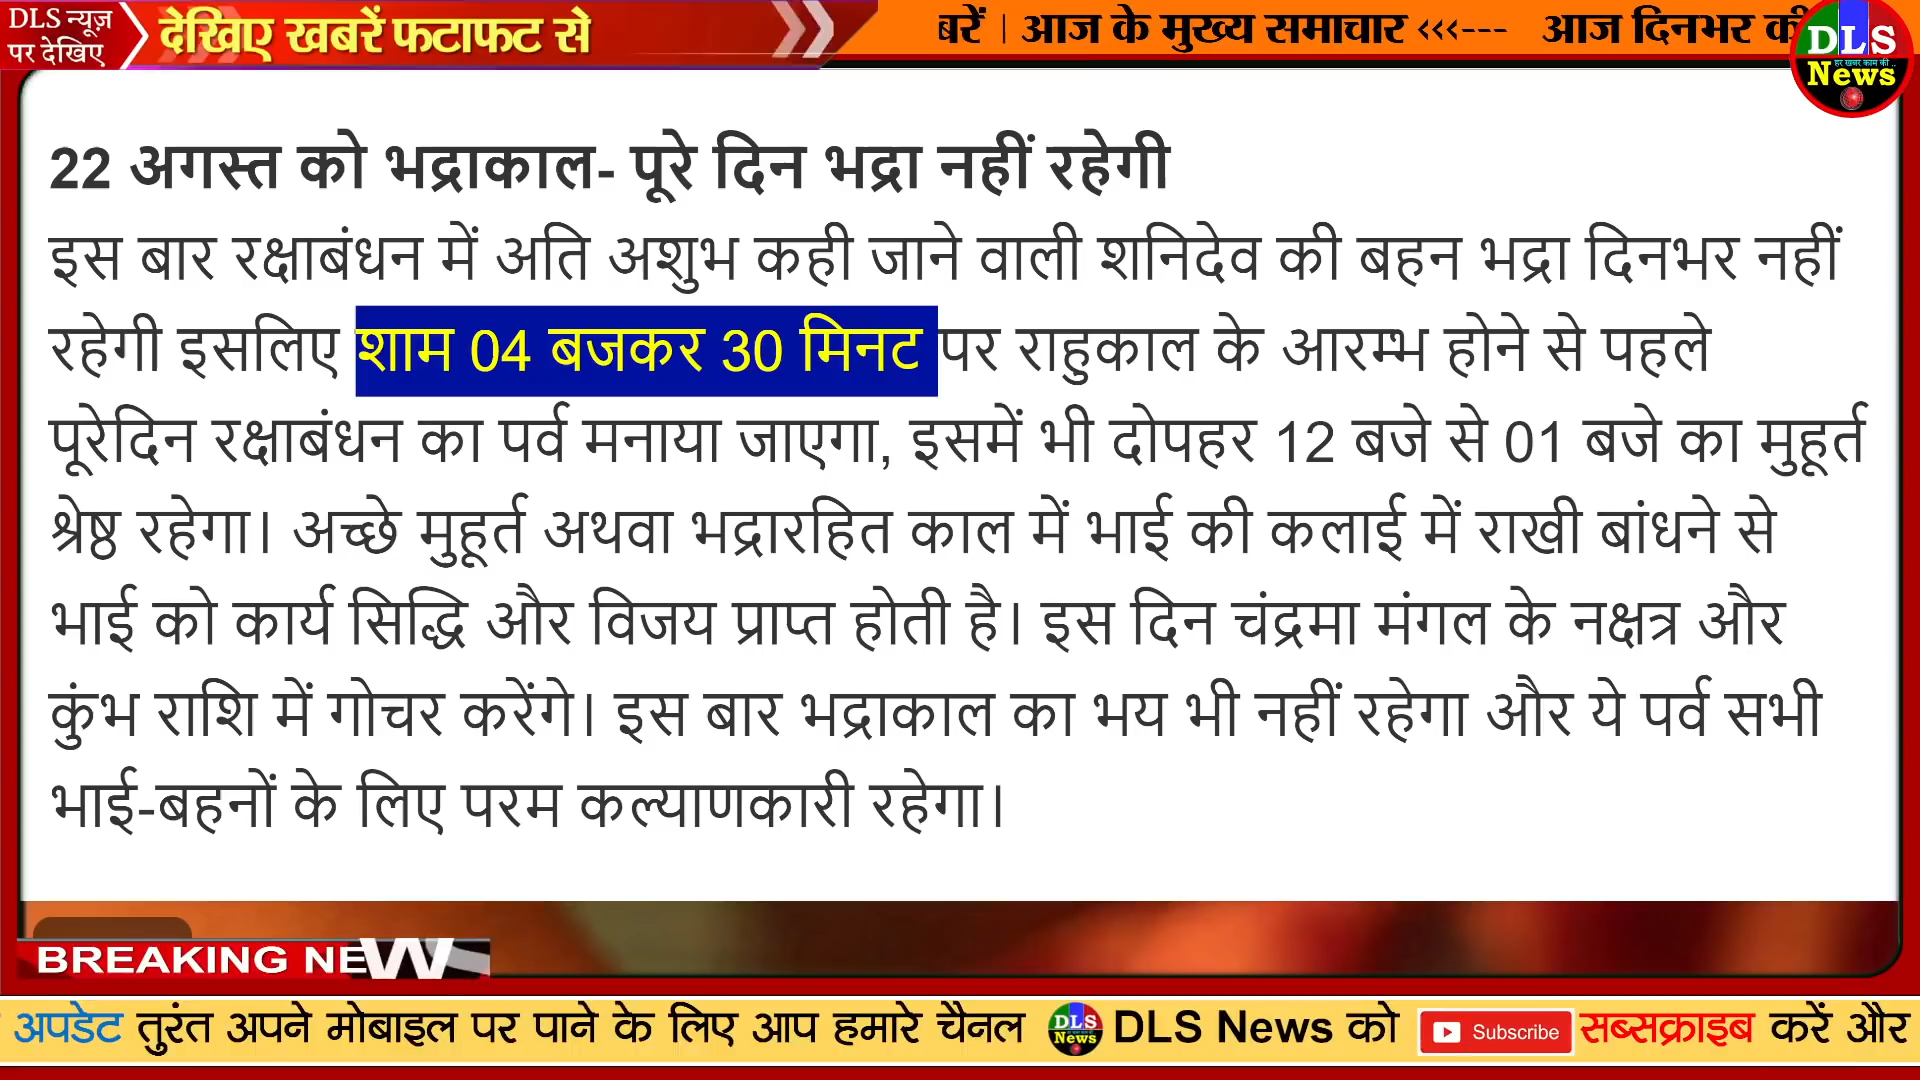 DLS न्यूज़
पर देखिए
देखिए खबरें फटाफट से
बरें | आज के मुख्य समाचार <<<--- आज दिनभर की
DLS
हर खबर काम की..
News
22 अगस्त को भद्राकाल- पूरे दिन भद्रा नहीं रहेगी
इस बार रक्षाबंधन में अति अशुभ कही जाने वाली शनिदेव की बहन भद्रा दिनभर नहीं
रहेगी इसलिए शाम 04 बजकर 30 मिनट पर राहुकाल के आरम्भ होने से पहले
पूरेदिन रक्षाबंधन का पर्व मनाया जाएगा, इसमें भी दोपहर 12 बजे से 01 बजे का मुहूर्त
श्रेष्ठ रहेगा। अच्छे मुहूर्त अथवा भद्रारहित काल में भाई की कलाई में राखी बांधने से
भाई को कार्य सिद्धि और विजय प्राप्त होती है। इस दिन चंद्रमा मंगल के नक्षत्र और
कुंभ राशि में गोचर करेंगे। इस बार भद्राकाल का भय भी नहीं रहेगा और ये पर्व सभी
भाई-बहनों के लिए परम कल्याणकारी रहेगा।
BREAKING NEW
अपडेट तुरंत अपने मोबाइल पर पाने के लिए आप हमारे चैनल DLS News DLS News को Subscribe सब्सक्राइब करें और